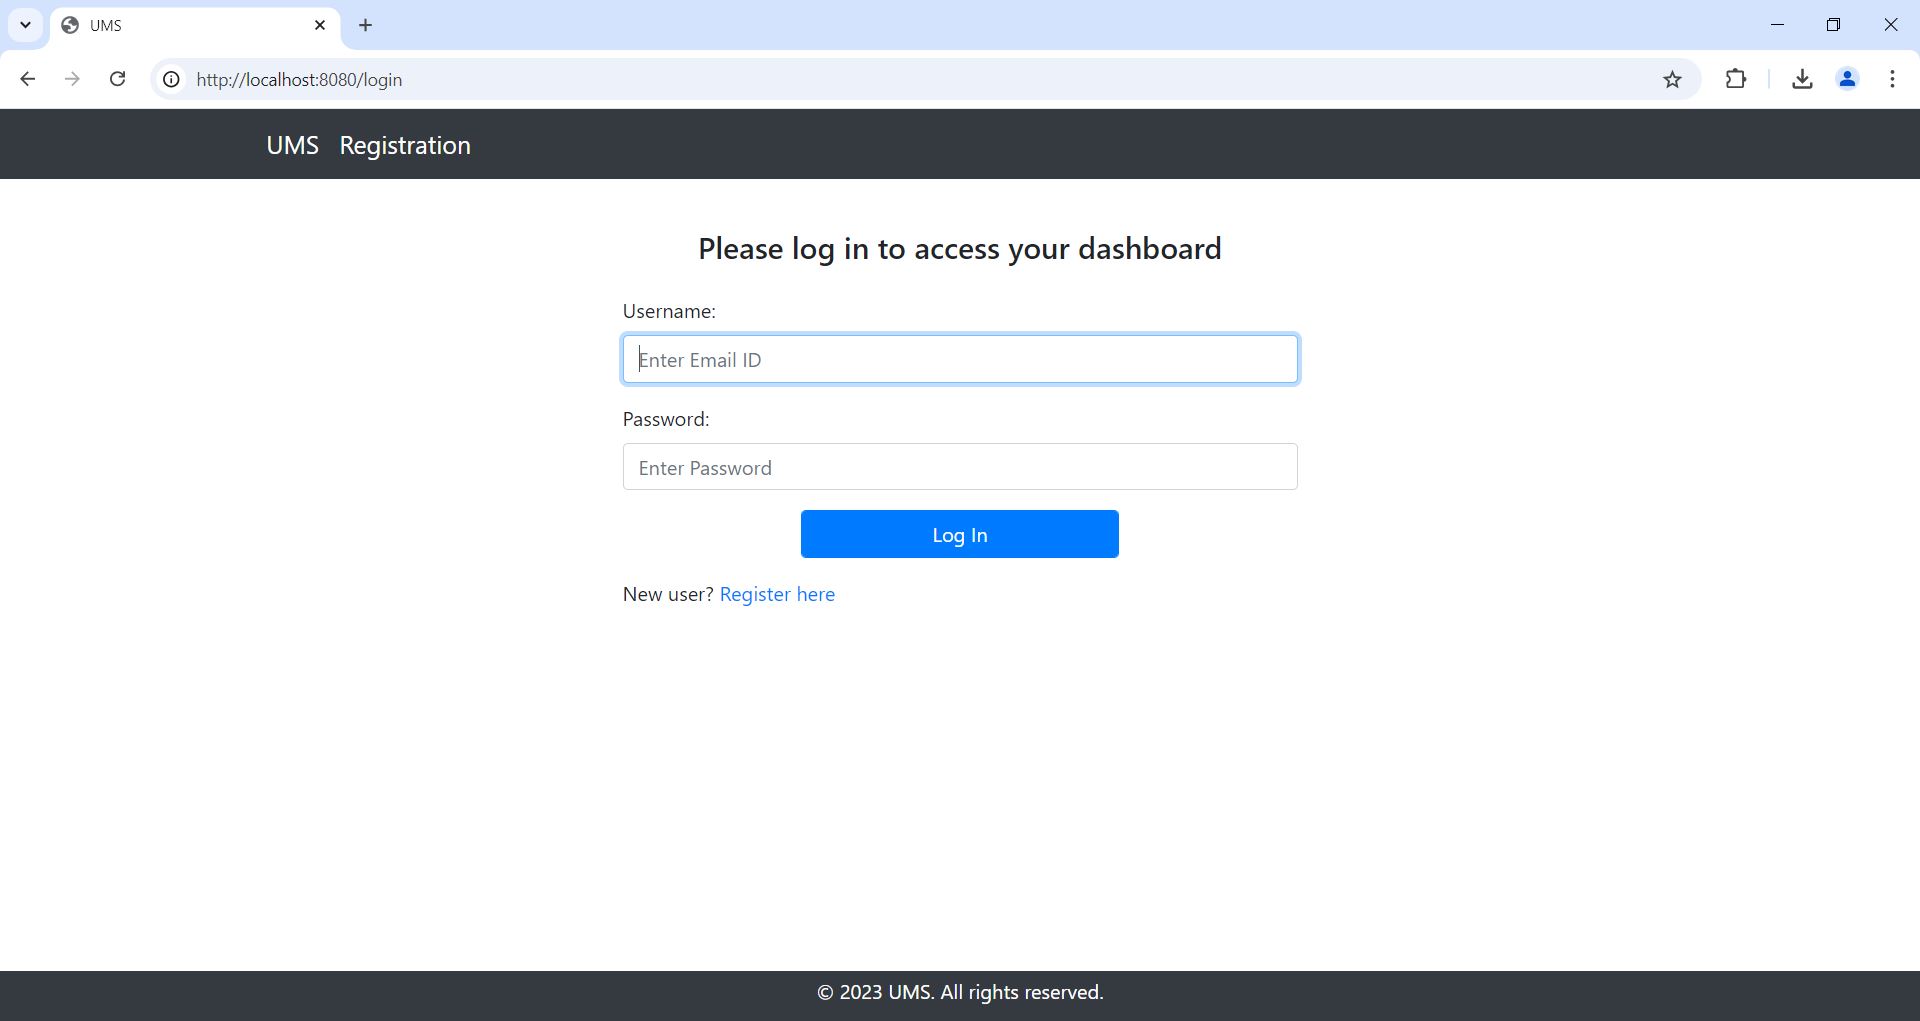 UMS
http://localhost:8080/login
UMS Registration
Please log in to access your dashboard
Username:
Enter Email ID
Password:
Enter Password
Log In
New user? Register here
© 2023 UMS. All rights reserved.